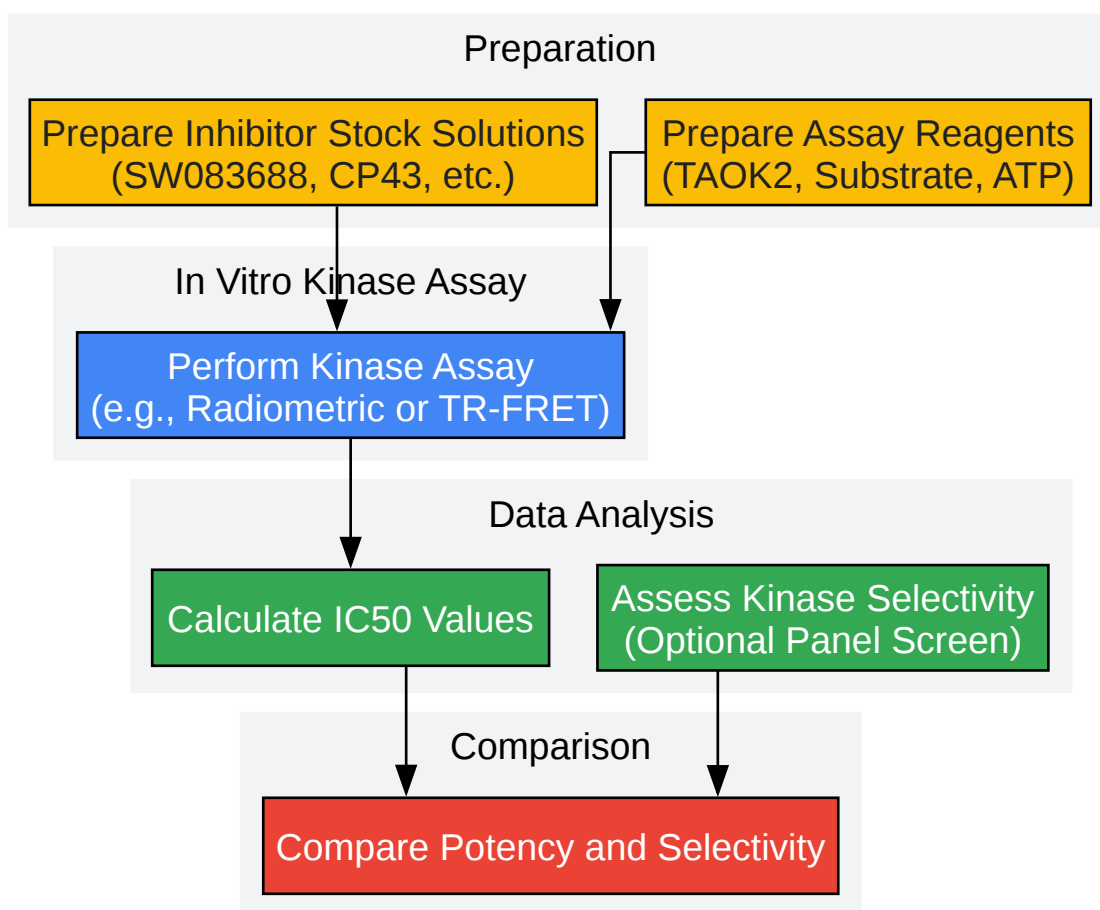 Preparation
Prepare Inhibitor Stock Solutions
(SW083688, CP43, etc.)
Prepare Assay Reagents
(TAOK2, Substrate, ATP)
In Vitro Kinase Assay
Perform Kinase Assay
(e.g., Radiometric or TR-FRET)
Data Analysis
Calculate IC50 Values
Assess Kinase Selectivity
(Optional Panel Screen)
Comparison
Compare Potency and Selectivity